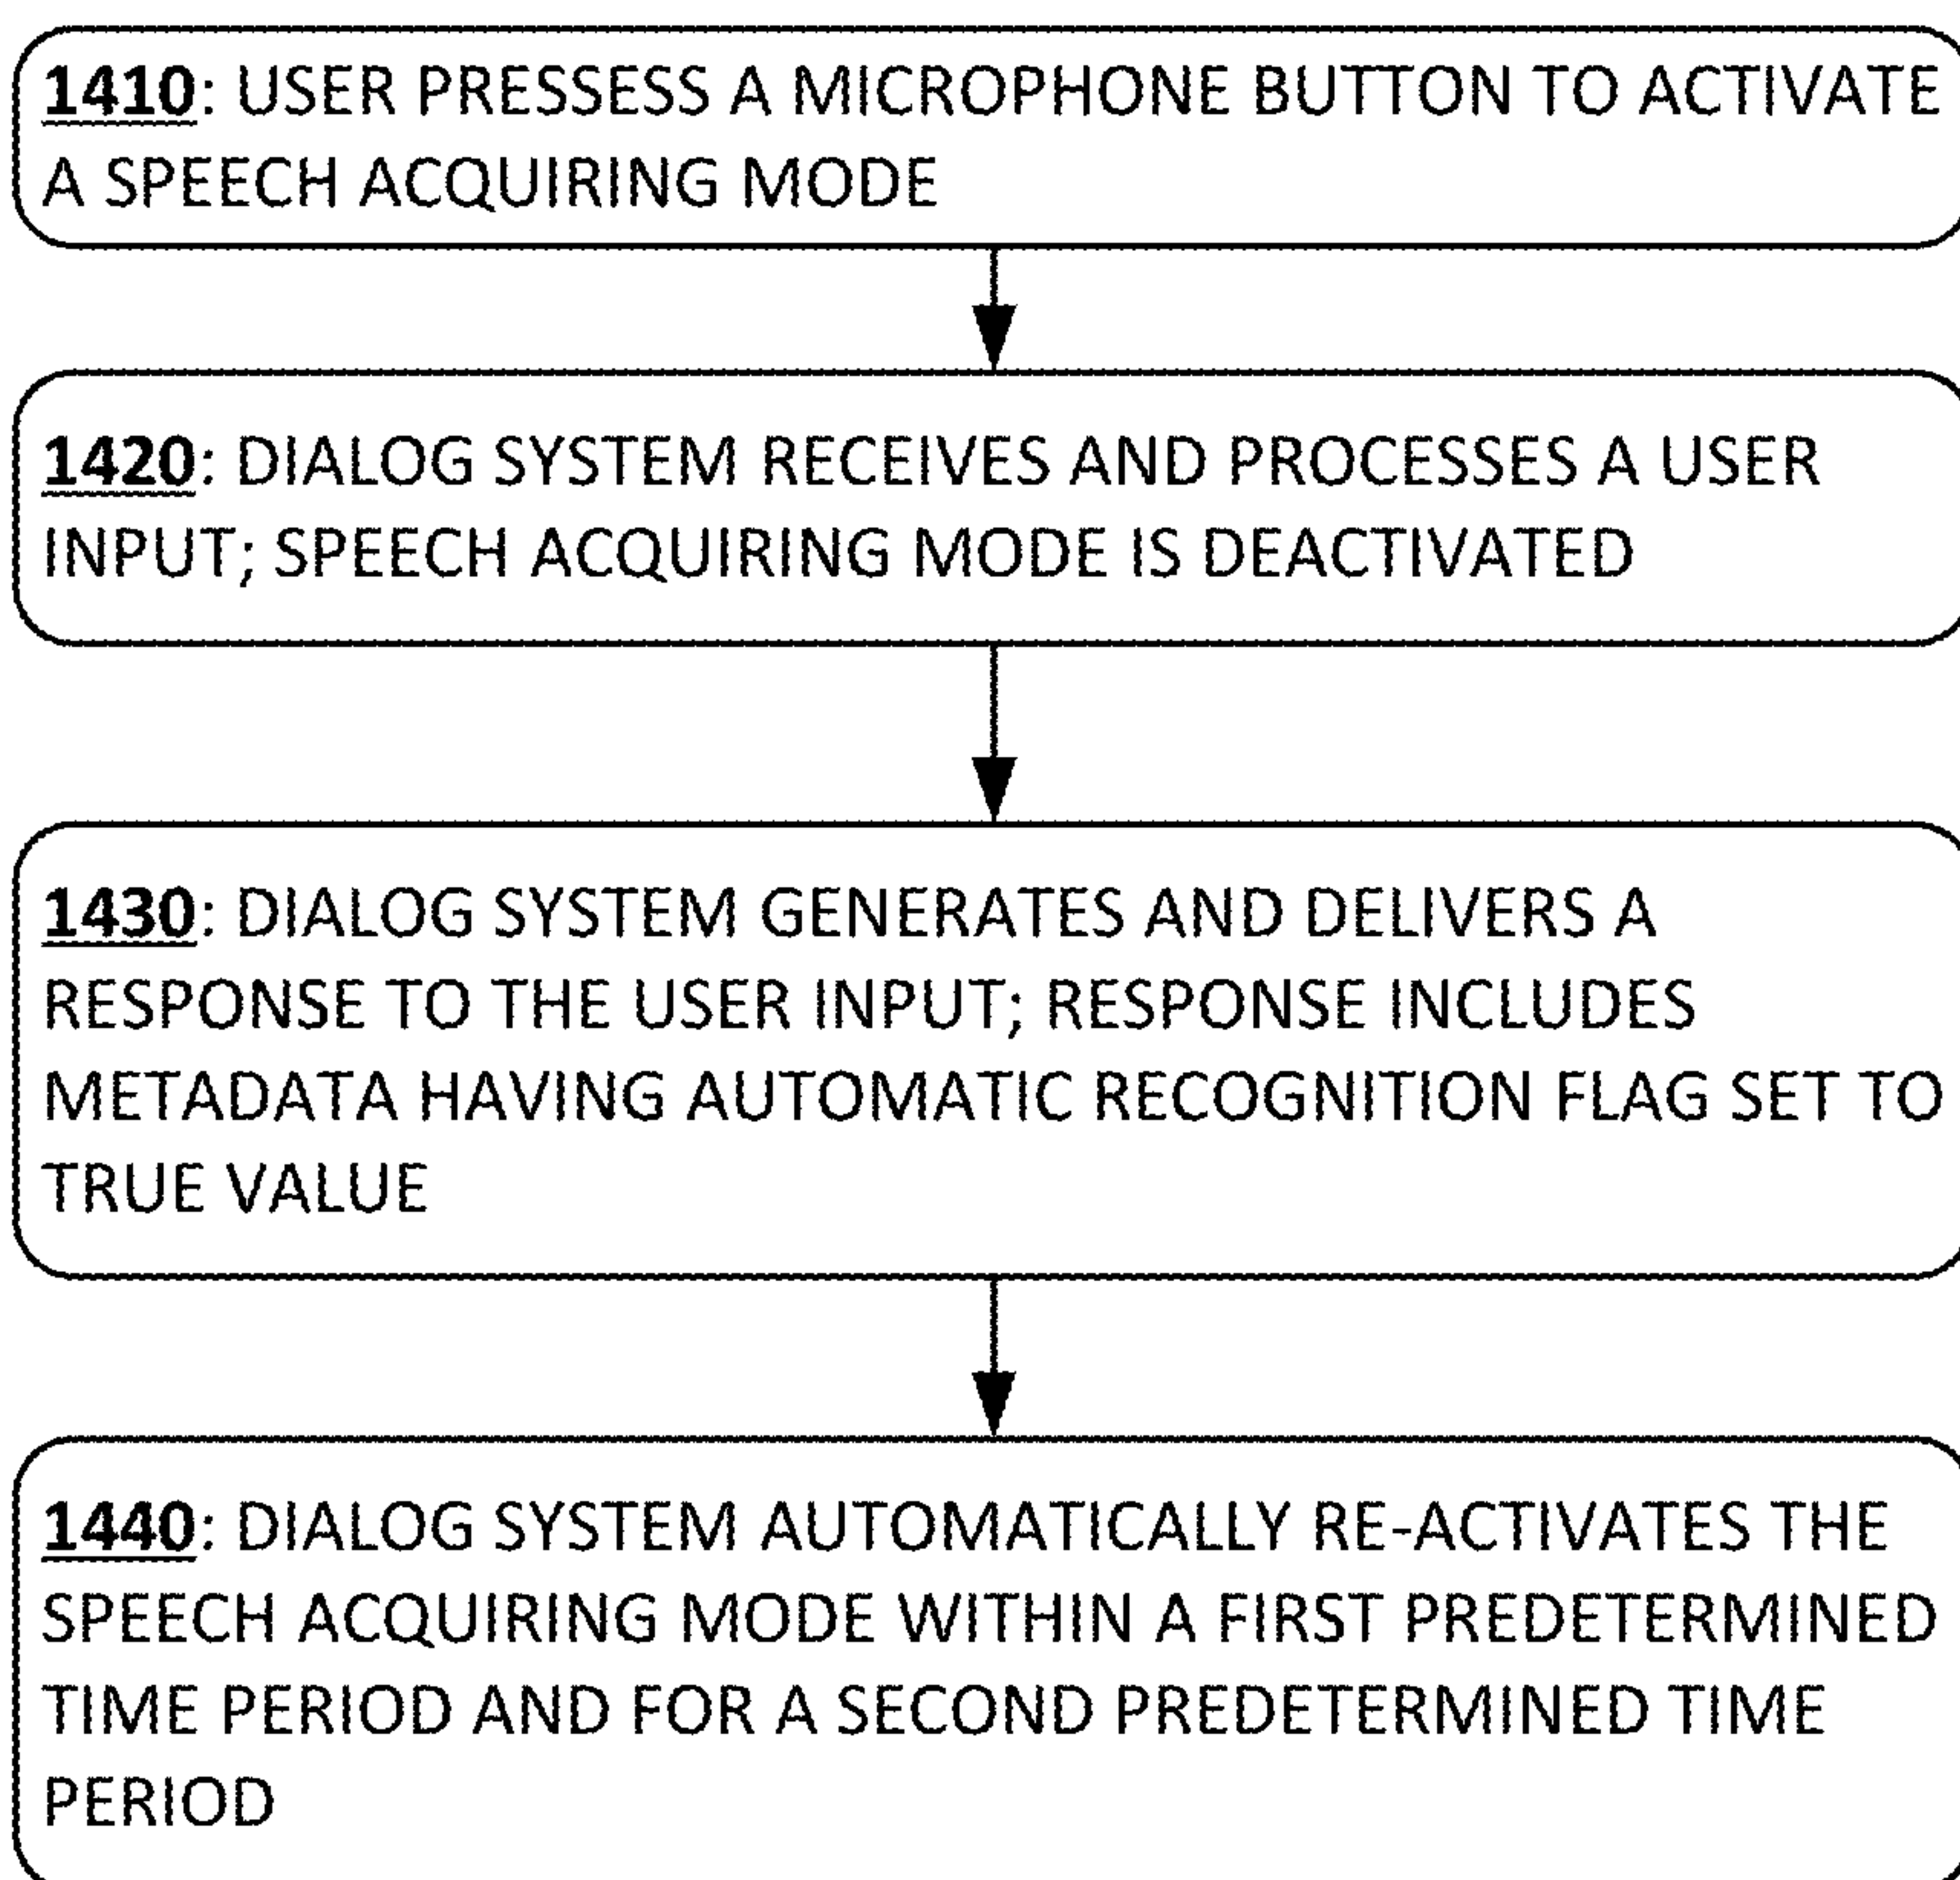 1410: USER PRESSESS A MICROPHONE BUTTON TO ACTIVATE
A SPEECH ACQUIRING MODE
1420: DIALOG SYSTEM RECEIVES AND PROCESSES A USER
INPUT; SPEECH ACQUIRING MODE IS DEACTIVATED
1430: DIALOG SYSTEM GENERATES AND DELIVERS A
RESPONSE TO THE USER INPUT; RESPONSE INCLUDES
METADATA HAVING AUTOMATIC RECOGNITION FLAG SET TO
TRUE VALUE
1440: DIALOG SYSTEM AUTOMATICALLY RE-ACTIVATES THE
SPEECH ACQUIRING MODE WITHIN A FIRST PREDETERMINED
TIME PERIOD AND FOR A SECOND PREDETERMINED TIME
PERIOD